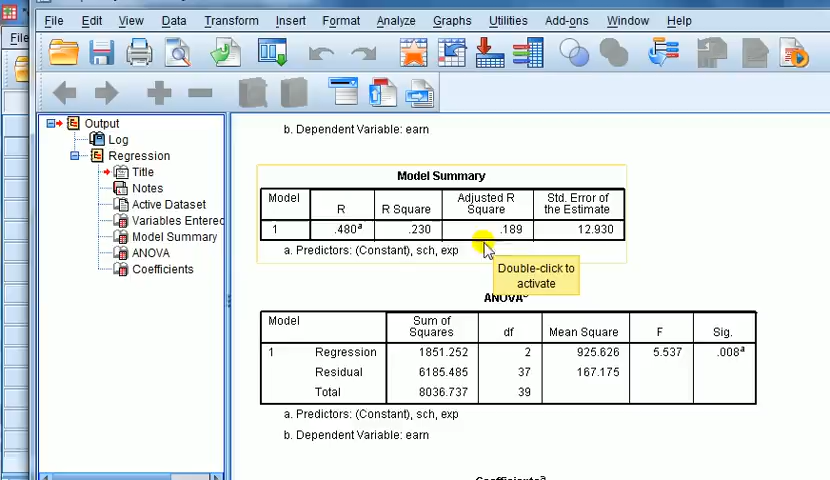 File Edit View Data Transform Insert Format Analyze Graphs Utilities Add-ons Window Help
File
Output
Log
Regression
Title
Notes
Active Dataset
Variables Entered
Model Summary
ANOVA
Coefficients
b. Dependent Variable: earn
Model Summary
Model R R Square Adjusted R Square Std. Error of the Estimate
1 .480a .230 .189 12.930
a. Predictors: (Constant), sch, exp
Double-click to
activate
ANOVA
Model Sum of Squares df Mean Square F Sig.
1 Regression 1851.252 2 925.626 5.537 .008a
Residual 6185.485 37 167.175
Total 8036.737 39
a. Predictors: (Constant), sch, exp
b. Dependent Variable: earn